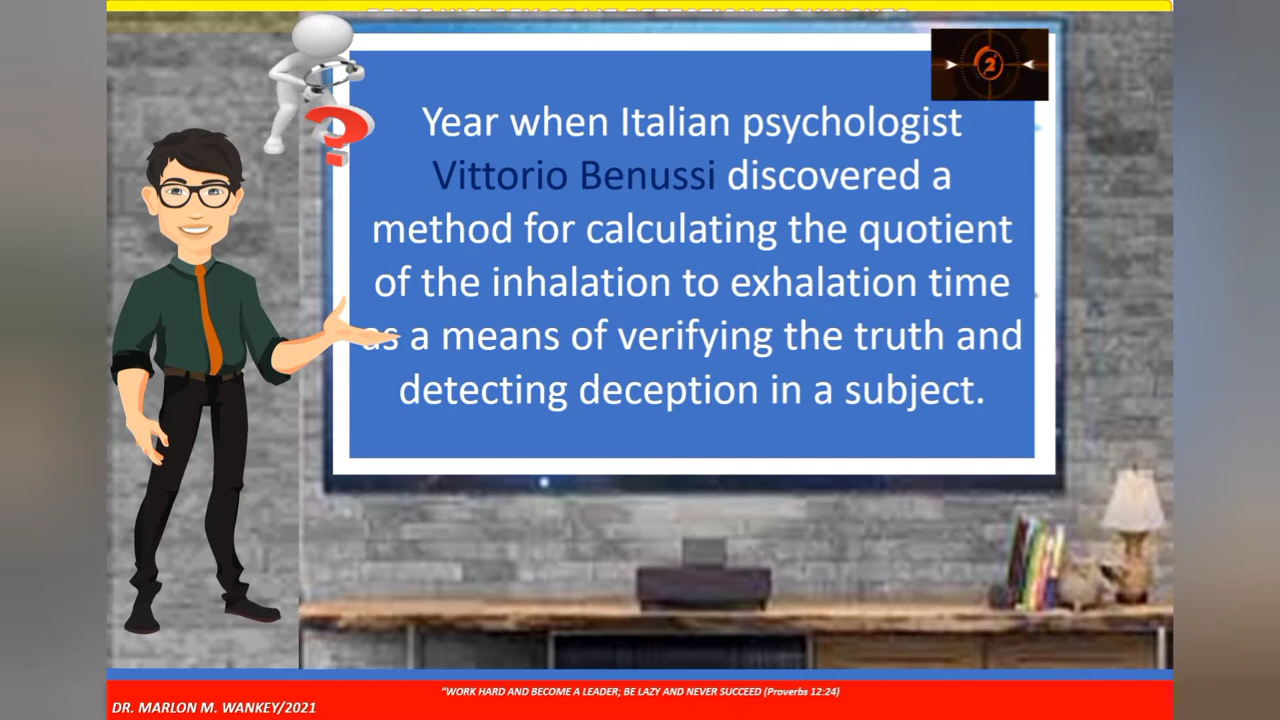 Year when Italian psychologist
Vittorio Benussi discovered a
method for calculating the quotient
of the inhalation to exhalation time
as a means of verifying the truth and
detecting deception in a subject.
2
"WORK HARD AND BECOME A LEADER; BE LAZY AND NEVER SUCCEED (Proverbs 12:24)
DR. MARLON M. WANKEY/2021